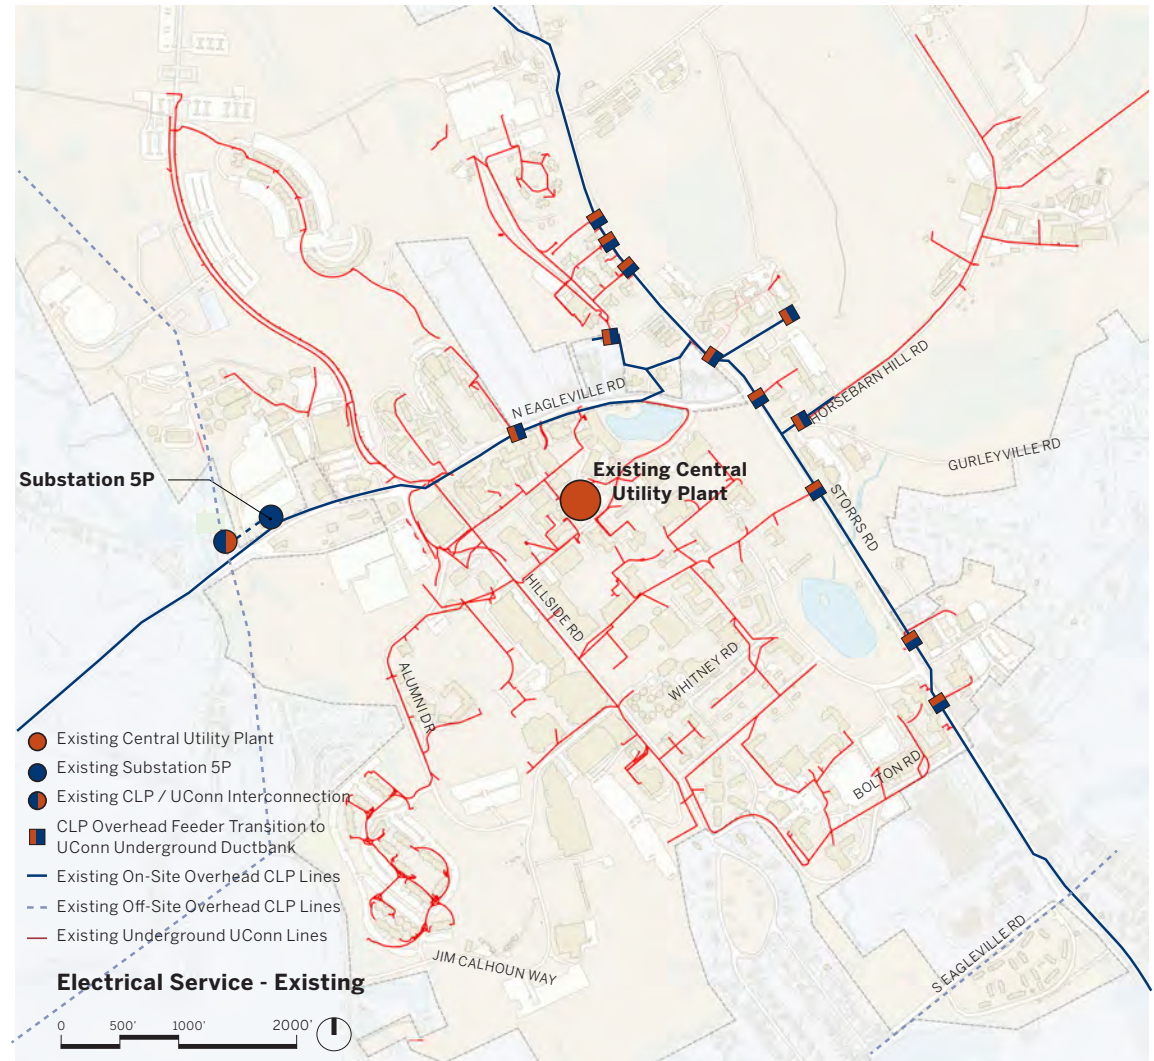 N EAGLEVILLE RD
HORSEBARN HILL RD
GURLEYVILLE RD
Substation 5P
Existing Central
Utility Plant
STORRS RD
HILLSIDE RD
WHITNEY RD
ALUMNI DR
BOLTON RD
Existing Central Utility Plant
Existing Substation 5P
Existing CLP / UConn Interconnection
CLP Overhead Feeder Transition to
UConn Underground Ductbank
Existing On-Site Overhead CLP Lines
Existing Off-Site Overhead CLP Lines
Existing Underground UConn Lines
S EAGLEVILLE RD
JIM CALHOUN WAY
Electrical Service - Existing
0 500' 1000' 2000'